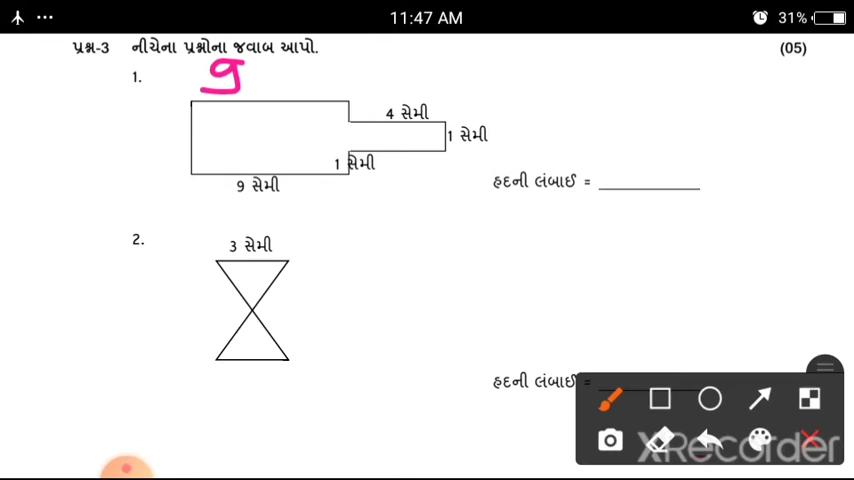 11:47 AM
31%
પ્રશ્ન-3 નીચેના પ્રશ્નોના જવાબ આપો. (05)
1.
9
4 સેમી
1 સેમી
1 સેમી
9 સેમી
હદની લંબાઈ = ________
2.
3 સેમી
હદની લંબાઈ =
XRecorder